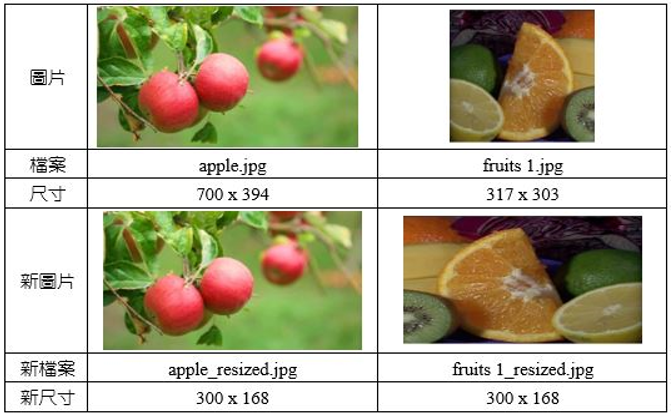 圖片
檔案 apple.jpg fruits 1.jpg
尺寸 700 x 394 317 x 303
新圖片
新檔案 apple_resized.jpg fruits 1_resized.jpg
新尺寸 300 x 168 300 x 168